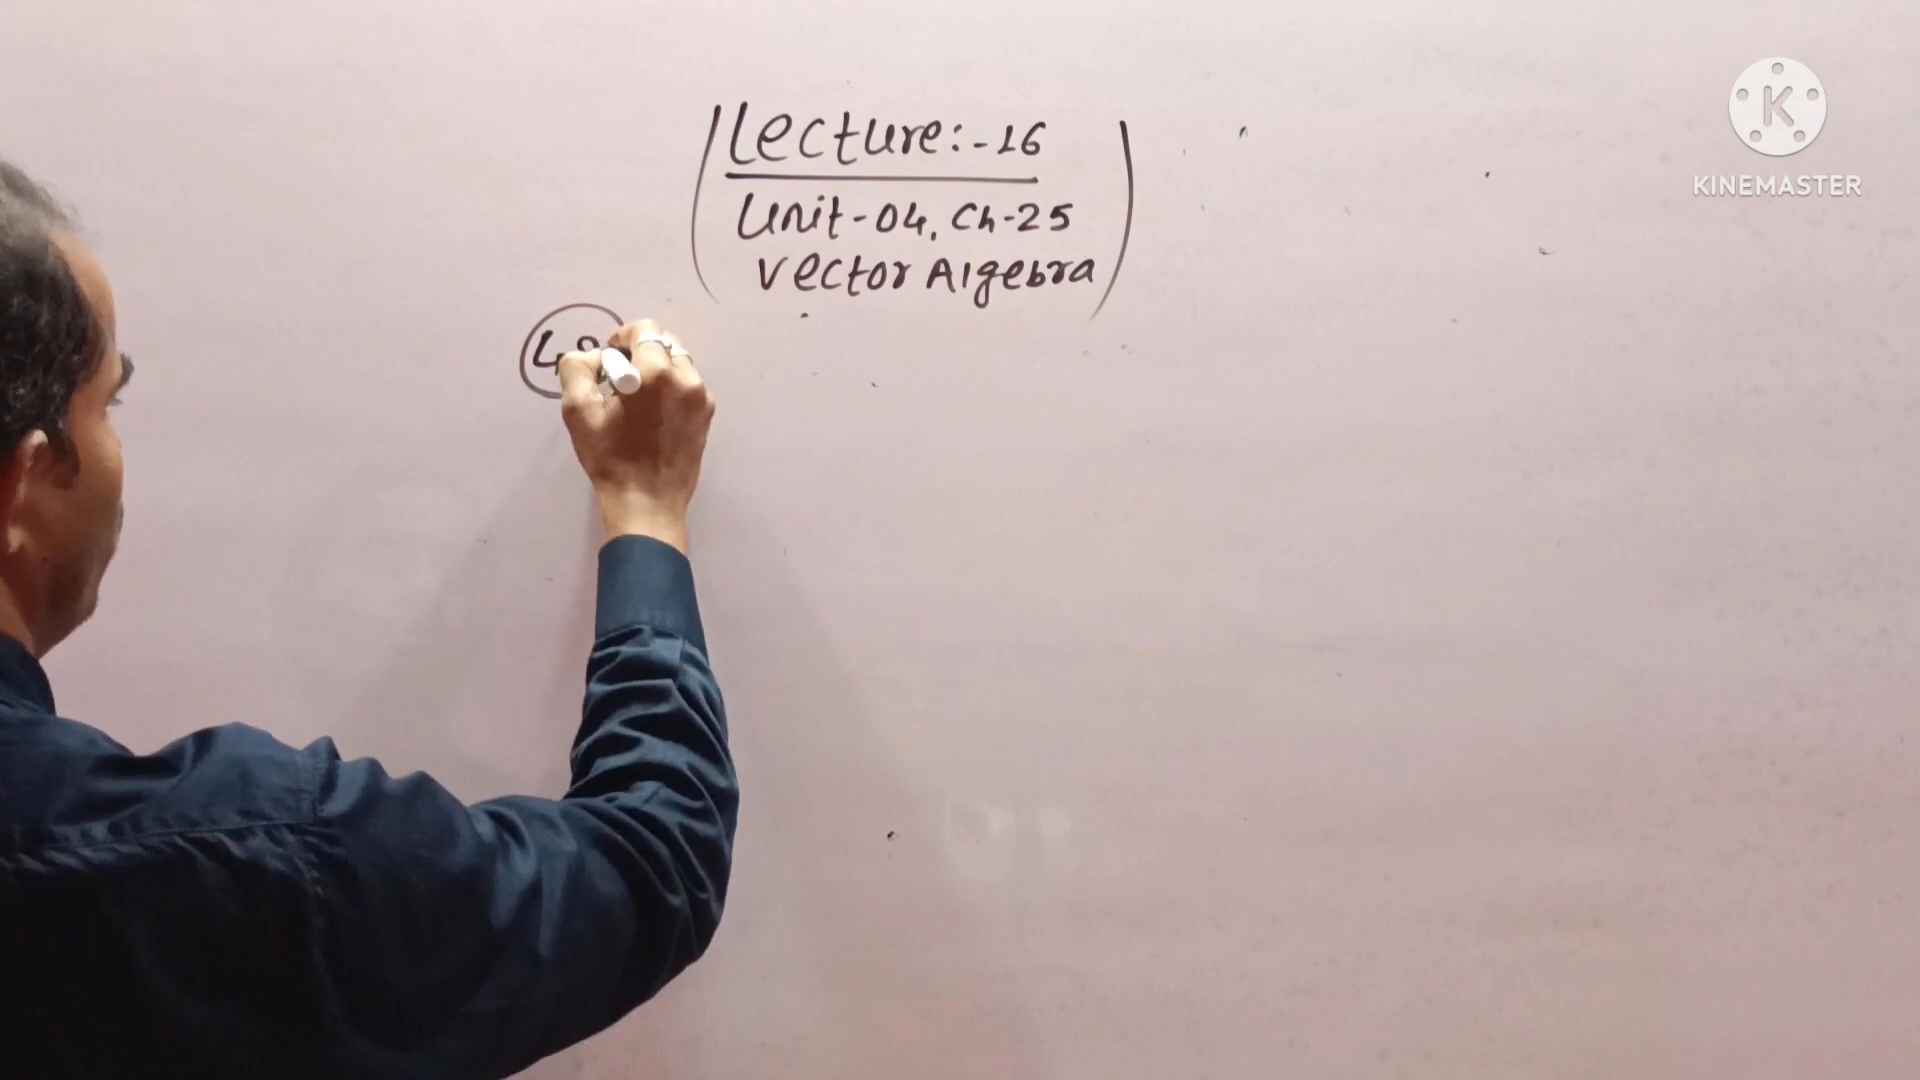 Lecture:-16
Unit-04, Ch-25
Vector Algebra
K
KINEMASTER